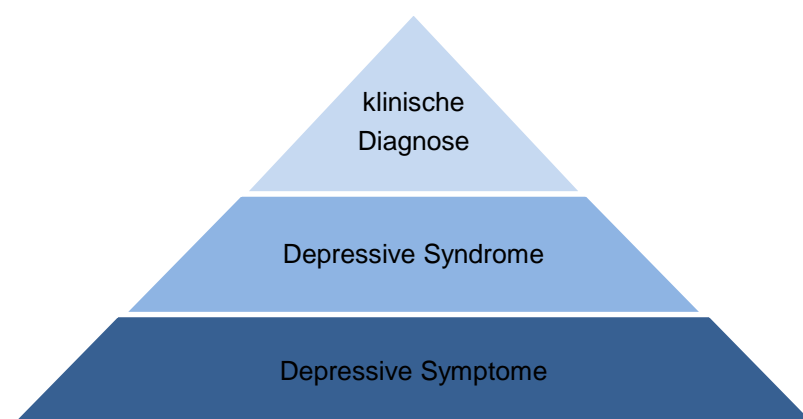 klinische
Diagnose
Depressive Syndrome
Depressive Symptome